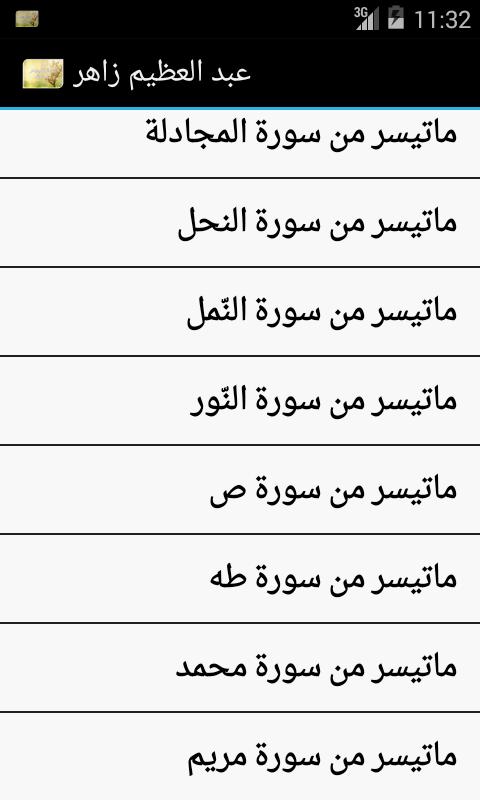 3G 11:32
عبد العظيم زاهر
ماتيسر من سورة المجادلة
ماتيسر من سورة النحل
ماتيسر من سورة النّمل
ماتيسر من سورة النّور
ماتيسر من سورة ص
ماتيسر من سورة طه
ماتيسر من سورة محمد
ماتيسر من سورة مريم